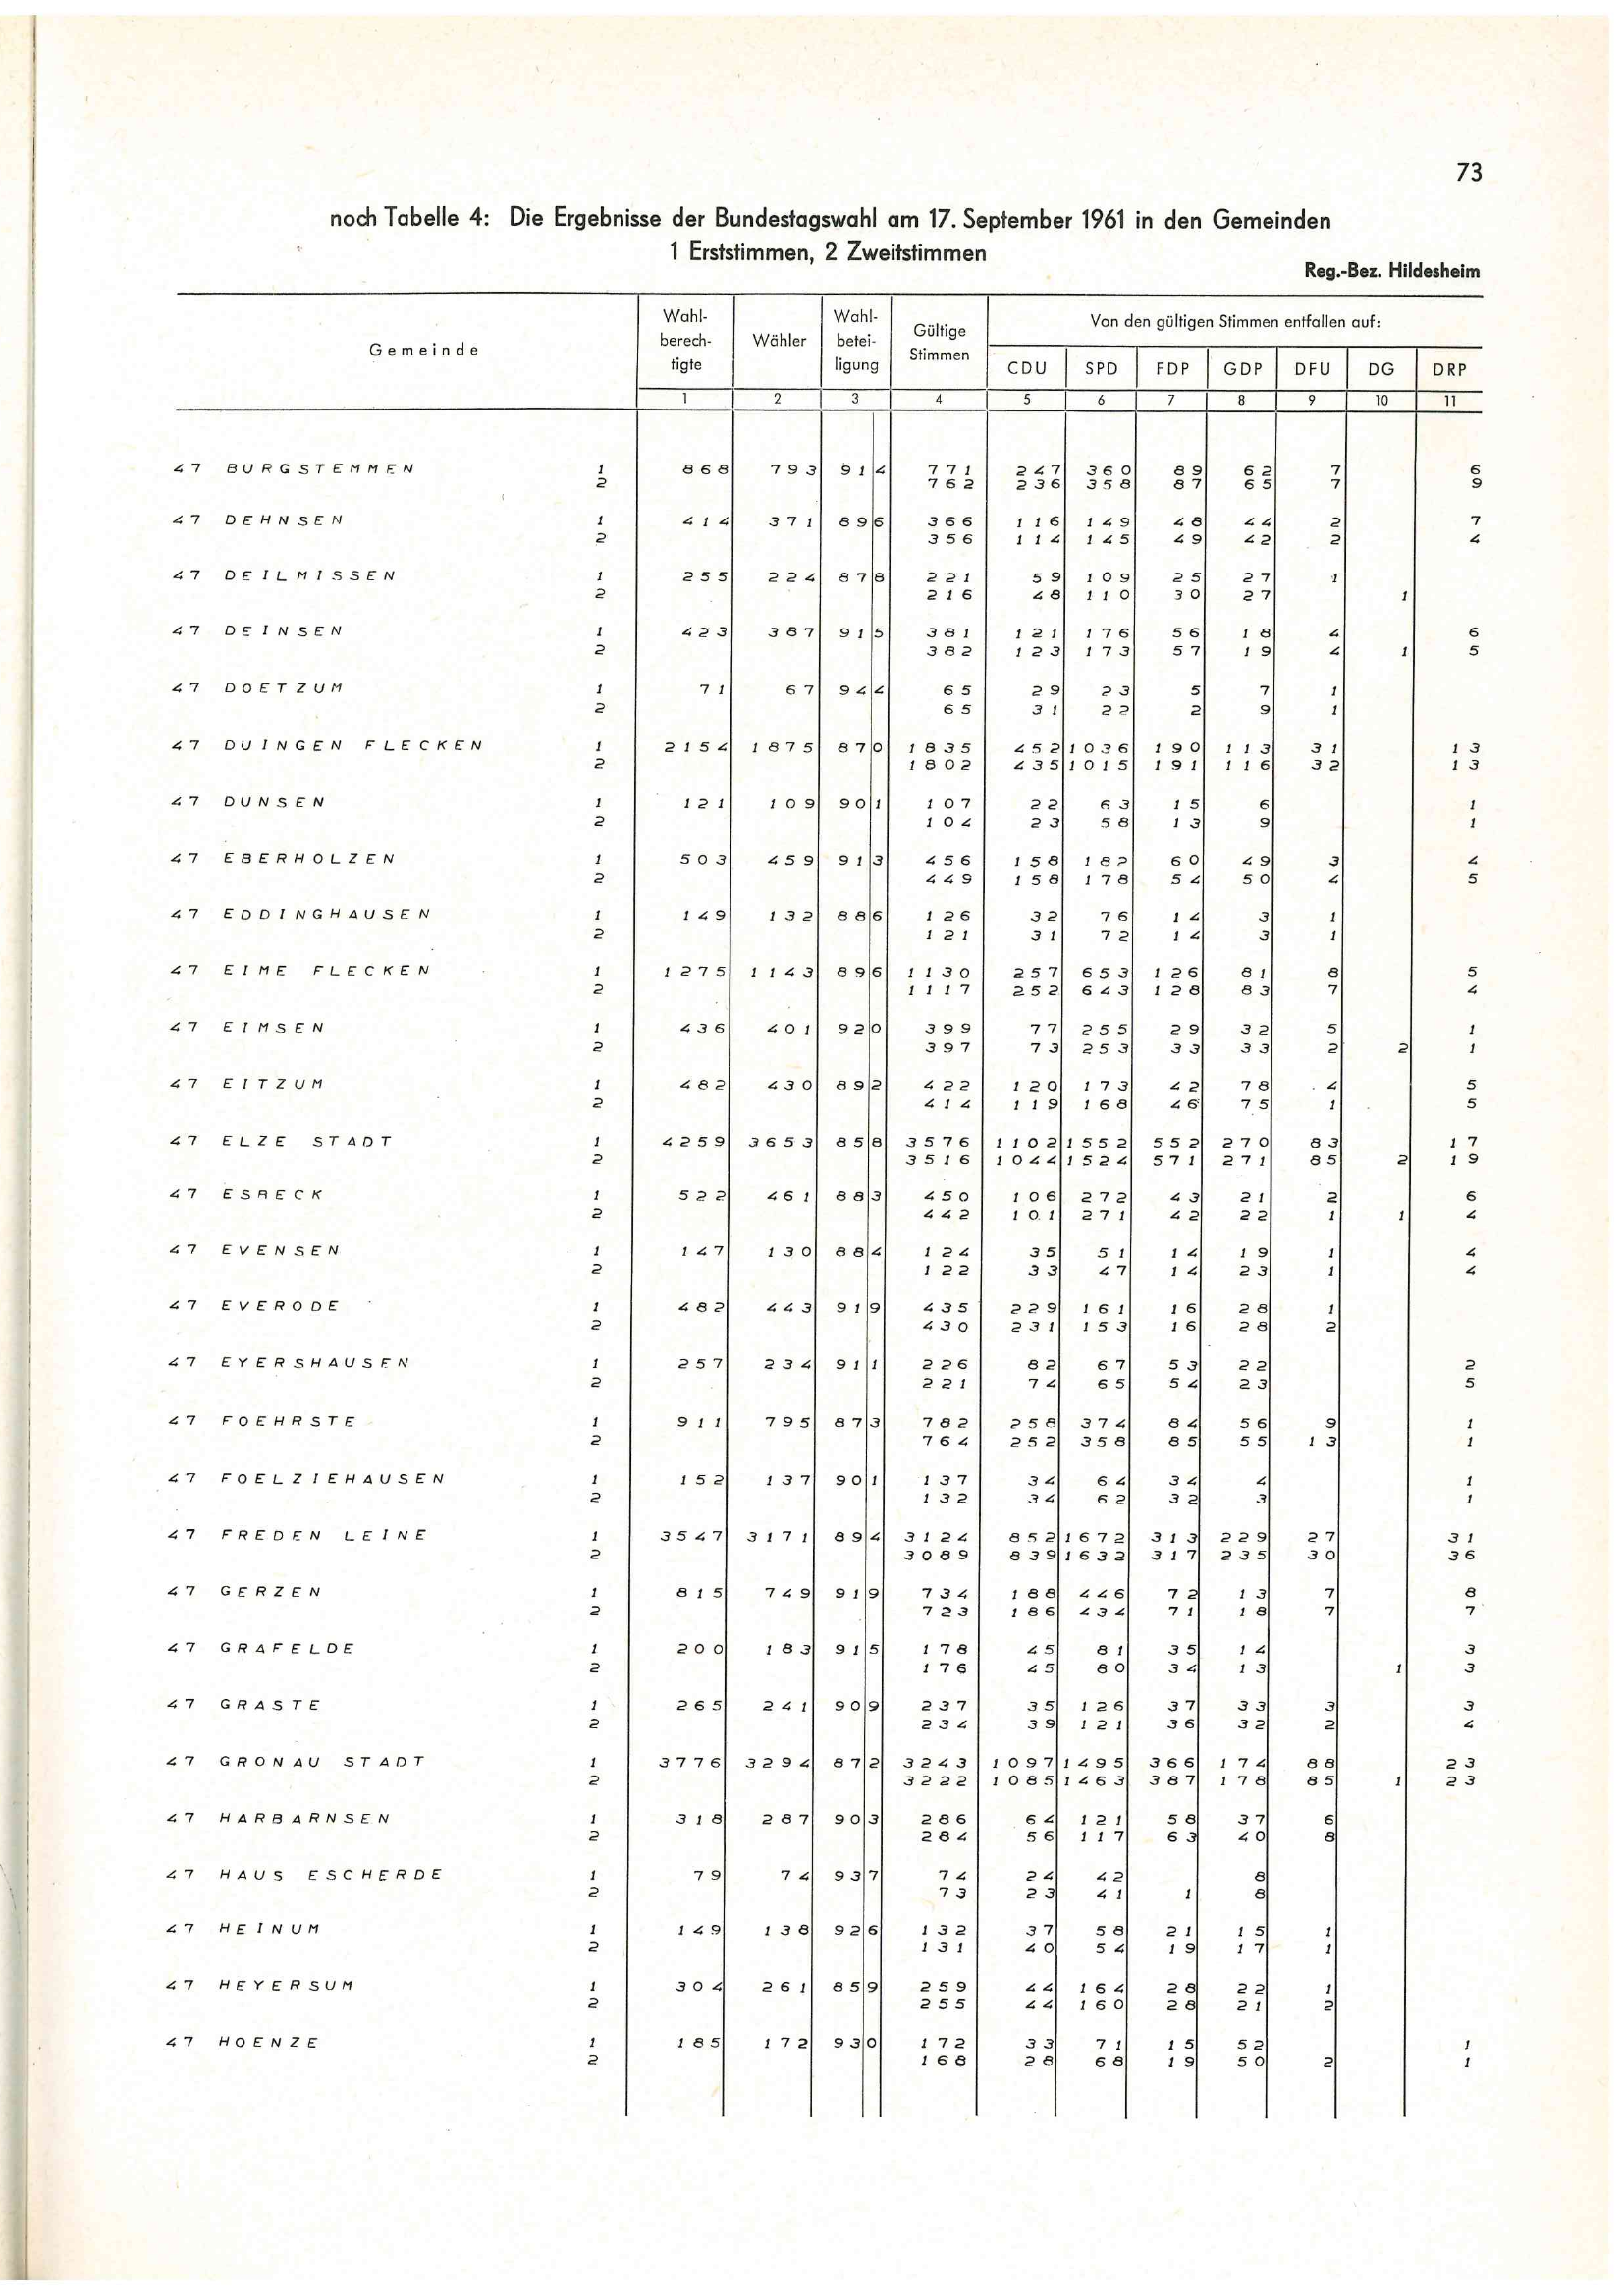 73
noch Tabelle 4: Die Ergebnisse der Bundestagswahl am 17. September 1961 in den Gemeinden
1 Erststimmen, 2 Zweitstimmen
Reg.-Bez. Hildesheim
Gemeinde Wahl-berech-tigte Wähler Wahl-betei-ligung Gültige Stimmen Von den gültigen Stimmen entfallen auf:
CDU SPD FDP GDP DFU DG DRP
1 2 3 4 5 6 7 8 9 10 11
47 BURGSTEMMEN 1 868 793 91 4 771 247 360 89 62 7 6
2 762 236 358 87 65 7 9
47 DEHNSEN 1 414 371 89 6 366 116 149 48 44 2 7
2 356 114 145 49 42 2 4
47 DEILMISSEN 1 255 224 87 8 221 59 109 25 27 1
2 216 48 110 30 27 1
47 DEINSEN 1 423 387 91 5 381 121 176 56 18 4 6
2 382 123 173 57 19 4 1 5
47 DOETZUM 1 71 67 94 4 65 29 23 5 7 1
2 65 31 22 2 9 1
47 DUINGEN FLECKEN 1 2154 1875 87 0 1835 452 1036 190 113 31 13
2 1802 435 1015 191 116 32 13
47 DUNSEN 1 121 109 90 1 107 22 63 15 6 1
2 104 23 58 13 9 1
47 EBERHOLZEN 1 503 459 91 3 456 158 182 60 49 3 4
2 449 158 178 54 50 4 5
47 EDDINGHAUSEN 1 149 132 88 6 126 32 76 14 3 1
2 121 31 72 14 3 1
47 EIME FLECKEN 1 1275 1143 89 6 1130 257 653 126 81 8 5
2 1117 252 643 128 83 7 4
47 EIMSEN 1 436 401 92 0 399 77 255 29 32 5 1
2 397 73 253 33 33 2 2 1
47 EITZUM 1 482 430 89 2 422 120 173 42 78 4 5
2 414 119 168 46 75 1 5
47 ELZE STADT 1 4259 3653 85 8 3576 1102 1552 552 270 83 17
2 3516 1044 1524 571 271 85 2 19
47 ESBECK 1 522 461 88 3 450 106 272 43 21 2 6
2 442 101 271 42 22 1 1 4
47 EVENSEN 1 147 130 88 4 124 35 51 14 19 1 4
2 122 33 47 14 23 1 4
47 EVERODE 1 482 443 91 9 435 229 161 16 28 1
2 430 231 153 16 28 2
47 EYERSHAUSEN 1 257 234 91 1 226 82 67 53 22 2
2 221 74 65 54 23 5
47 FOEHRSTE 1 911 795 87 3 782 258 374 84 56 9 1
2 764 252 358 85 55 13 1
47 FOELZIEHAUSEN 1 152 137 90 1 137 34 64 34 4 1
2 132 34 62 32 3 1
47 FREDEN LEINE 1 3547 3171 89 4 3124 852 1672 313 229 27 31
2 3089 839 1632 317 235 30 36
47 GERZEN 1 815 749 91 9 734 188 446 72 13 7 8
2 723 186 434 71 18 7 7
47 GRAFELDE 1 200 183 91 5 178 45 81 35 14 3
2 176 45 80 34 13 1 3
47 GRASTE 1 265 241 90 9 237 35 126 37 33 3 3
2 234 39 121 36 32 2 4
47 GRONAU STADT 1 3776 3294 87 2 3243 1097 1495 366 174 88 23
2 3222 1085 1463 387 178 85 1 23
47 HARBARNSEN 1 318 287 90 3 286 64 121 58 37 6
2 284 56 117 63 40 8
47 HAUS ESCHERDE 1 79 74 93 7 74 24 42 8
2 73 23 41 1 8
47 HEINUM 1 149 138 92 6 132 37 58 21 15 1
2 131 40 54 19 17 1
47 HEYERSUM 1 304 261 85 9 259 44 164 28 22 1
2 255 44 160 28 21 2
47 HOENZE 1 185 172 93 0 172 33 71 15 52 1
2 168 28 68 19 50 2 1